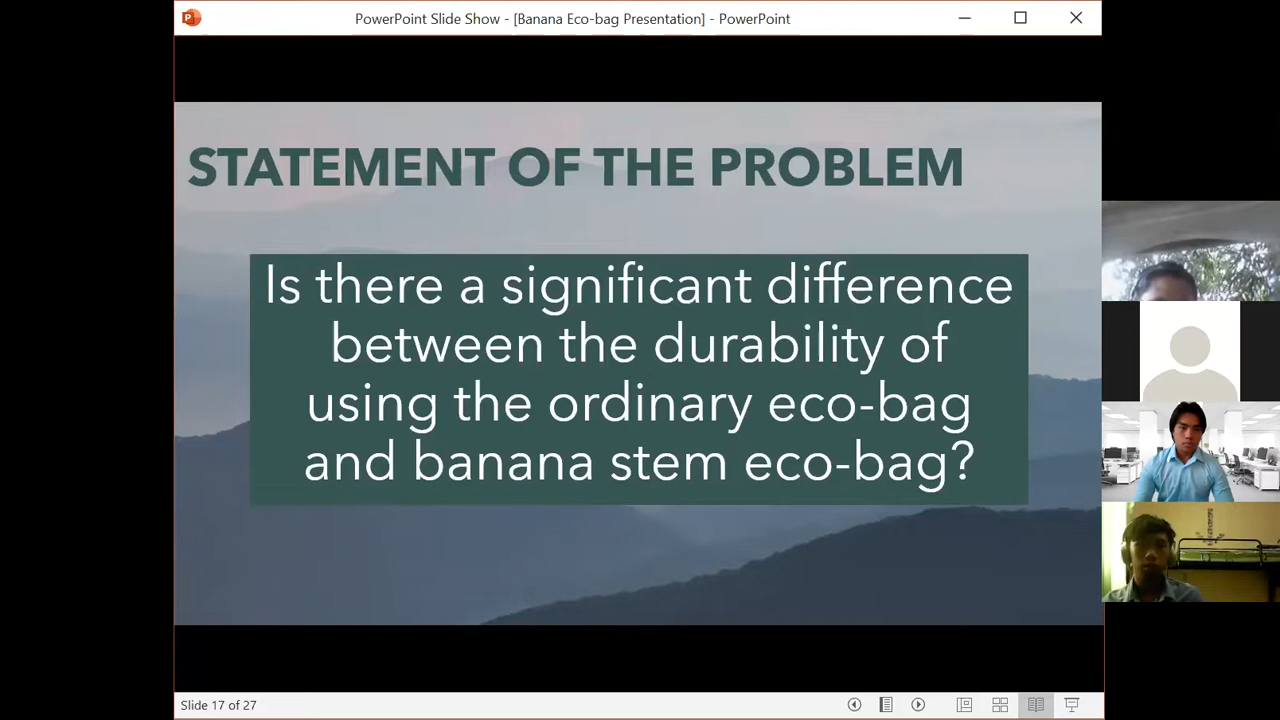 PowerPoint Slide Show - [Banana Eco-bag Presentation] - PowerPoint
STATEMENT OF THE PROBLEM
Is there a significant difference
between the durability of
using the ordinary eco-bag
and banana stem eco-bag?
Slide 17 of 27